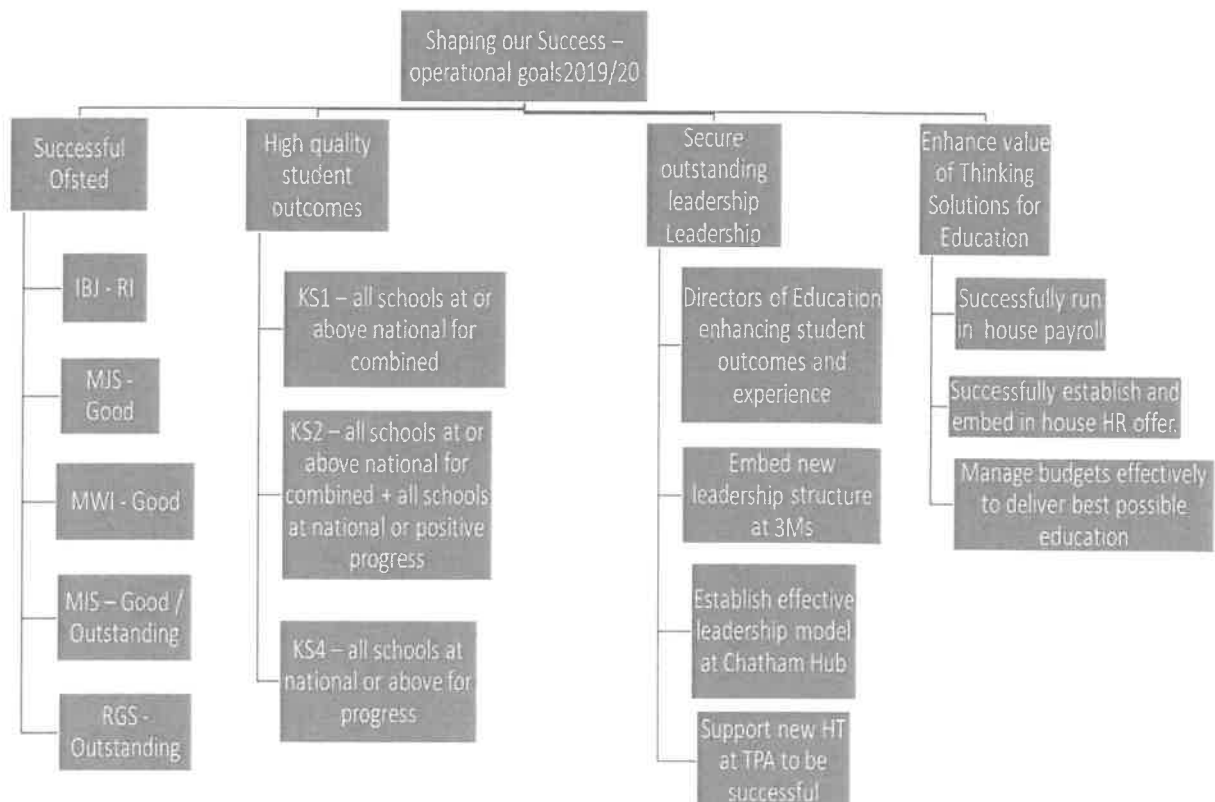 Shaping our Success –
operational goals2019/20
Successful
Ofsted
IBJ - RI
MJS -
Good
MWI - Good
MIS – Good /
Outstanding
RGS -
Outstanding
High quality
student
outcomes
KS1 – all schools at or
above national for
combined
KS2 – all schools at or
above national for
combined + all schools
at national or positive
progress
KS4 – all schools at
national or above for
progress
Secure
outstanding
leadership
Leadership
Directors of Education
enhancing student
outcomes and
experience
Embed new
leadership structure
at 3Ms
Establish effective
leadership model
at Chatham Hub
Support new HT
at TPA to be
successful
Enhance value
of Thinking
Solutions for
Education
Successfully run
in house payroll
Successfully establish and
embed in house HR offer.
Manage budgets effectively
to deliver best possible
education